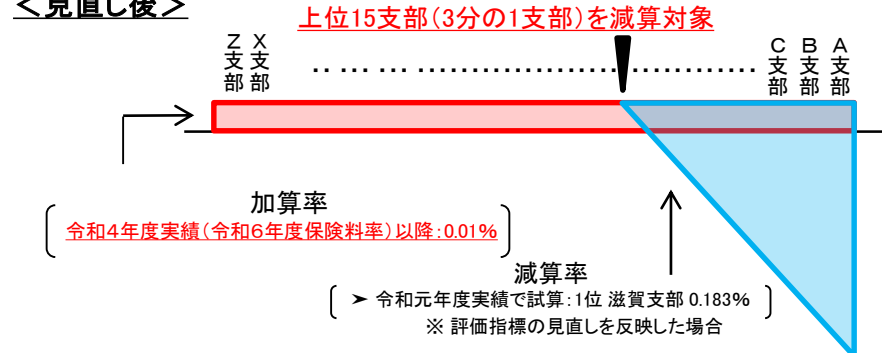 ＜見直し後＞
上位15支部(3分の1支部)を減算対象
Z支部
X支部
‥ ‥‥ ‥‥ ‥‥‥‥‥‥‥‥‥‥‥‥‥‥‥‥‥‥
C支部
B支部
A支部
加算率
令和4年度実績(令和6年度保険料率)以降:0.01%
減算率
➤ 令和元年度実績で試算:1位 滋賀支部 0.183%
※ 評価指標の見直しを反映した場合